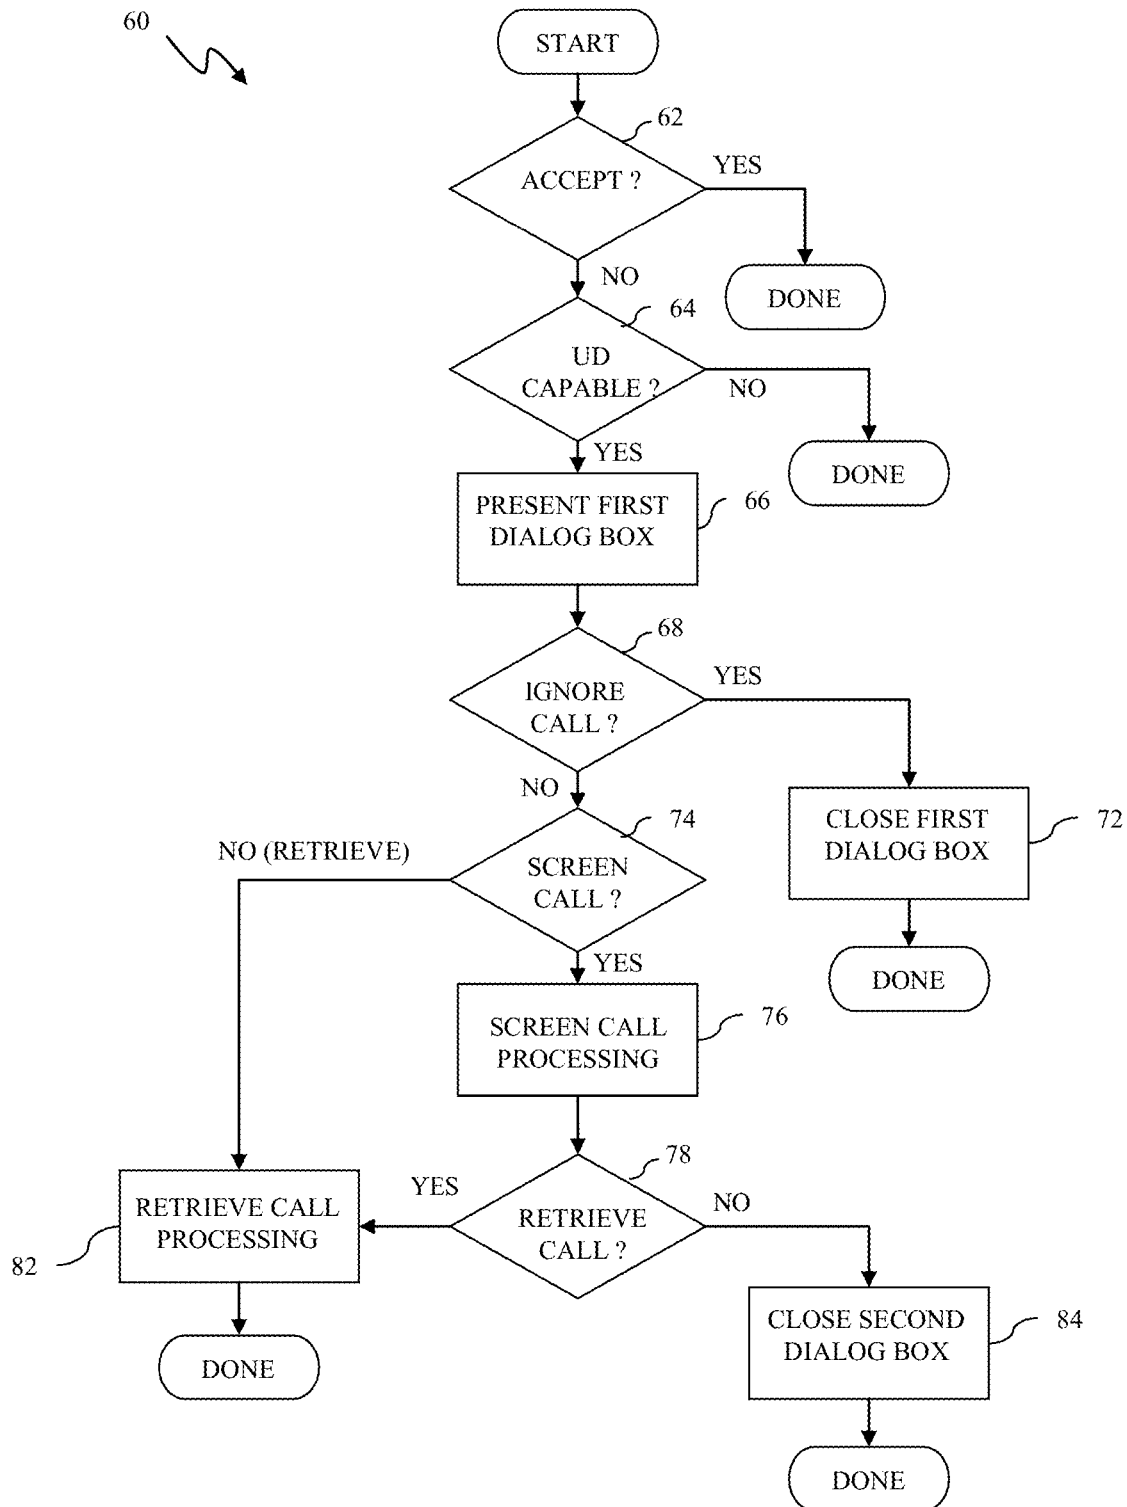 60
START
62
ACCEPT ?
YES
NO
DONE
64
UD
CAPABLE ?
NO
YES
DONE
PRESENT FIRST
DIALOG BOX
66
68
IGNORE
CALL ?
YES
NO
CLOSE FIRST
DIALOG BOX
72
74
NO (RETRIEVE)
SCREEN
CALL ?
YES
DONE
SCREEN CALL
PROCESSING
76
78
YES
NO
RETRIEVE CALL
PROCESSING
RETRIEVE
CALL ?
82
CLOSE SECOND
DIALOG BOX
84
DONE
DONE